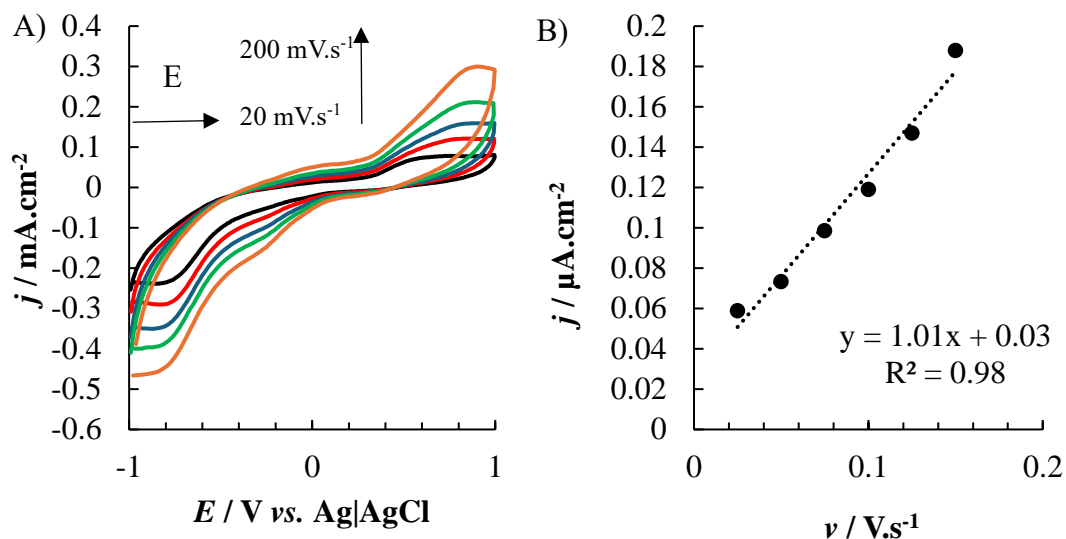 A)
200 mV.s⁻¹
E
20 mV.s⁻¹
j / mA.cm⁻²
0.4
0.3
0.2
0.1
0
-0.1
-0.2
-0.3
-0.4
-0.5
-0.6
-1
0
1
E / V vs. Ag|AgCl
B)
j / µA.cm⁻²
0.2
0.18
0.16
0.14
0.12
0.1
0.08
0.06
0.04
0.02
0
y = 1.01x + 0.03
R² = 0.98
0
0.1
0.2
v / V.s⁻¹